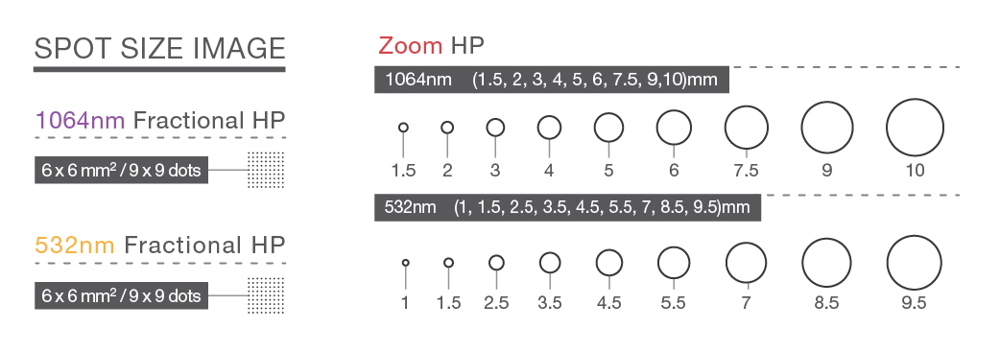 SPOT SIZE IMAGE
1064nm Fractional HP
6 x 6 mm² / 9 x 9 dots
532nm Fractional HP
6 x 6 mm² / 9 x 9 dots
Zoom HP
1064nm (1.5, 2, 3, 4, 5, 6, 7.5, 9,10)mm
1.5 2 3 4 5 6 7.5 9 10
532nm (1, 1.5, 2.5, 3.5, 4.5, 5.5, 7, 8.5, 9.5)mm
1 1.5 2.5 3.5 4.5 5.5 7 8.5 9.5